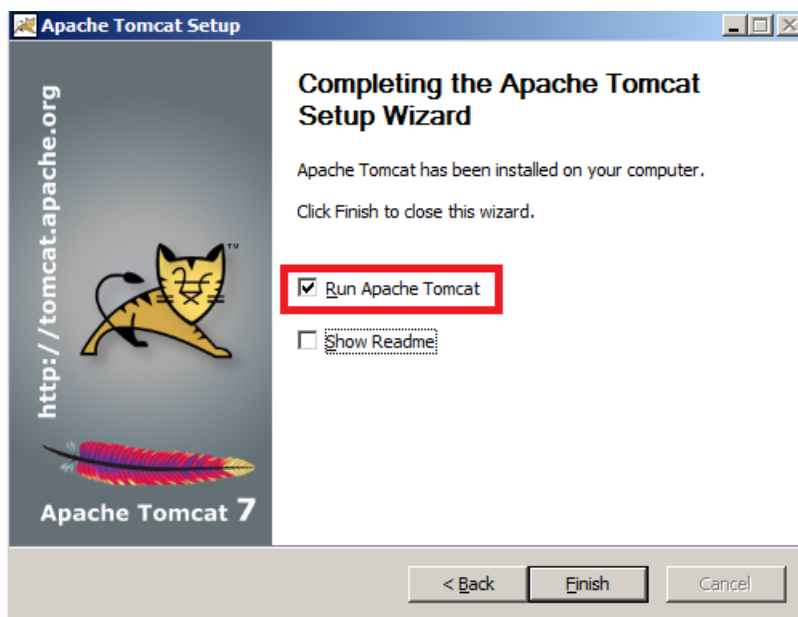 Apache Tomcat Setup
http://tomcat.apache.org
Apache Tomcat 7
TM
Completing the Apache Tomcat
Setup Wizard
Apache Tomcat has been installed on your computer.
Click Finish to close this wizard.
Run Apache Tomcat
Show Readme
< Back
Finish
Cancel